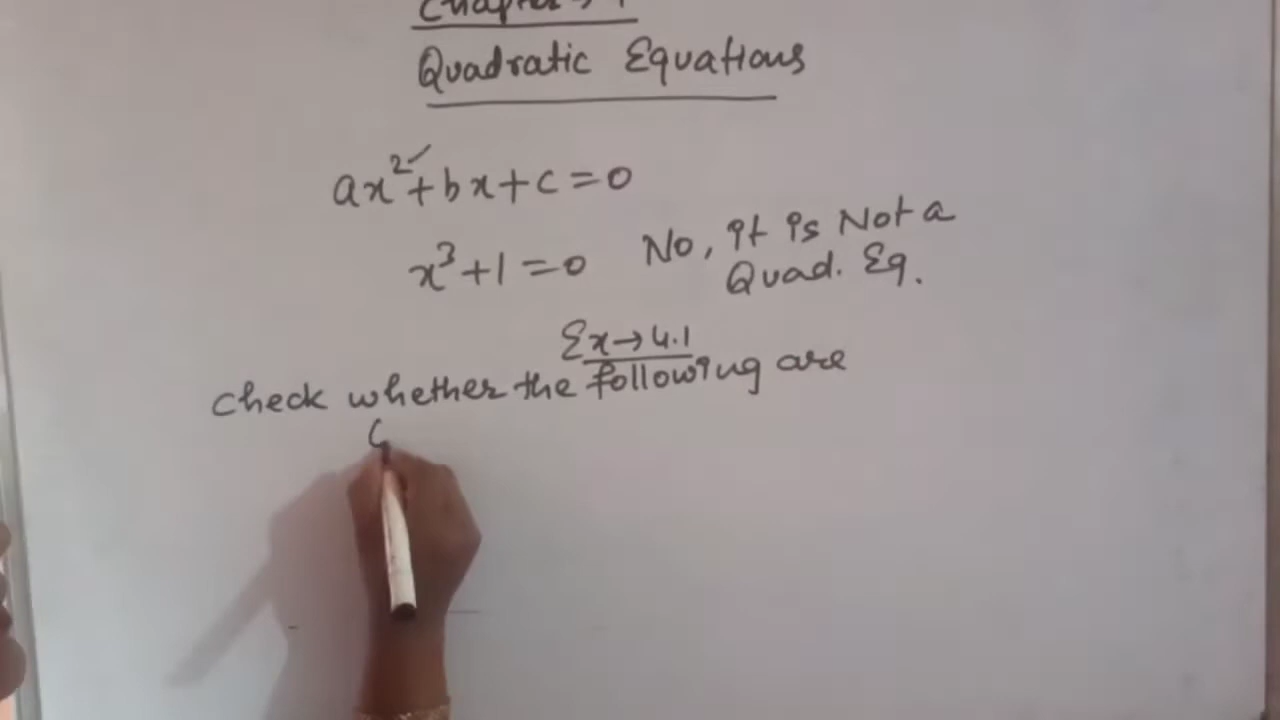 Quadratic Equations
ax²+bx+c=0
x³+1=0 No, it is Not a
Quad. Eq.
Ex→4.1
check whether the following are